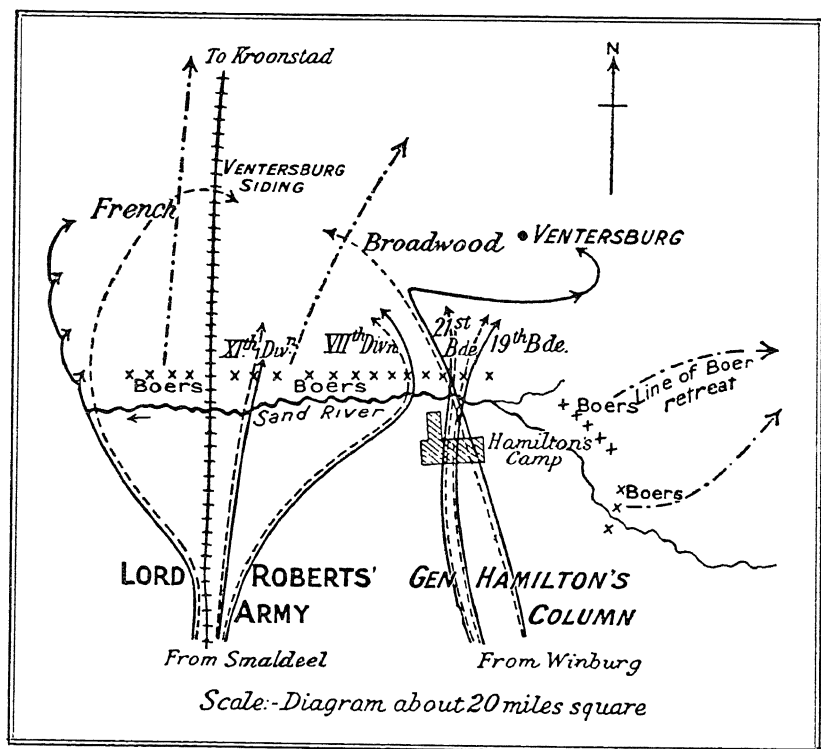 To Kroonstad
N
VENTERSBURG
SIDING
French
Broadwood
VENTERSBURG
XIth Divn.
VIIth Divn.
21st
Bde
19th Bde.
Boers
Boers
Sand River
Boers
Line of Boer
retreat
Hamilton's
Camp
Boers
LORD ROBERTS'
ARMY
GEN. HAMILTON'S
COLUMN
From Smaldeel
From Winburg
Scale:-Diagram about 20 miles square